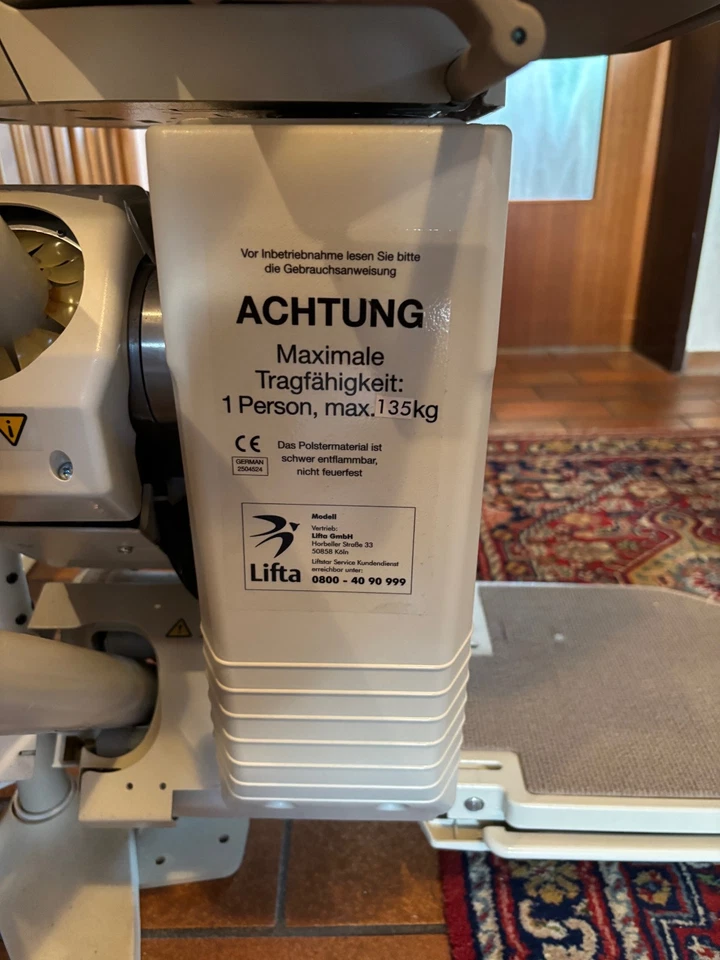 Vor Inbetriebnahme lesen Sie bitte
die Gebrauchsanweisung
ACHTUNG
Maximale
Tragfähigkeit:
1 Person, max. 135kg
CE
GERMAN
2504524
Das Polstermaterial ist
schwer entflammbar,
nicht feuerfest
Lifta
Modell
Vertrieb:
Lifta GmbH
Horbeller Straße 33
50858 Köln
Liftstar Service Kundendienst
erreichbar unter:
0800 - 40 90 999